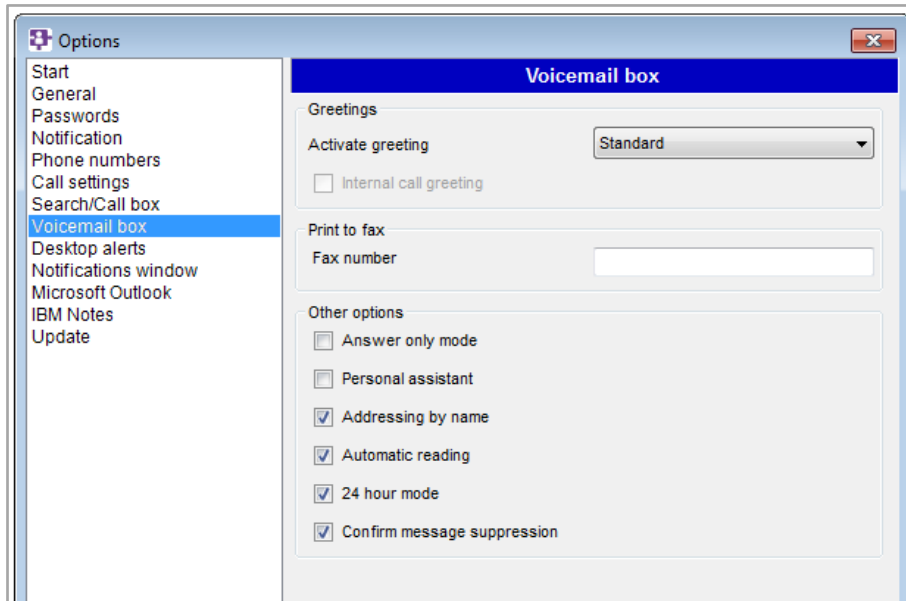 Options
Start
General
Passwords
Notification
Phone numbers
Call settings
Search/Call box
Voicemail box
Desktop alerts
Notifications window
Microsoft Outlook
IBM Notes
Update
Voicemail box
Greetings
Activate greeting Standard
Internal call greeting
Print to fax
Fax number
Other options
Answer only mode
Personal assistant
Addressing by name
Automatic reading
24 hour mode
Confirm message suppression